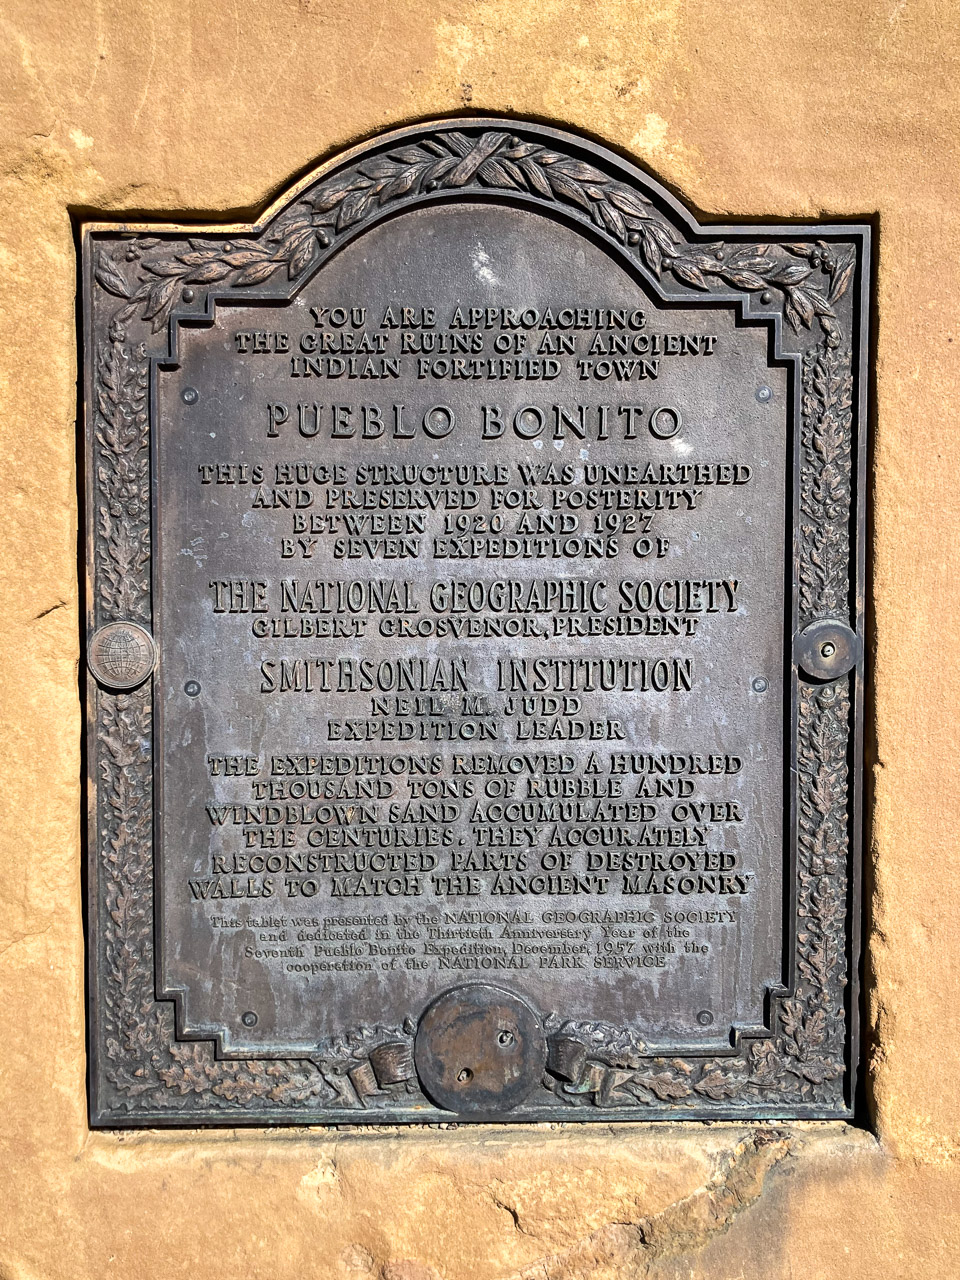 YOU ARE APPROACHING
THE GREAT RUINS OF AN ANCIENT
INDIAN FORTIFIED TOWN
PUEBLO BONITO
THIS HUGE STRUCTURE WAS UNEARTHED
AND PRESERVED FOR POSTERITY
BETWEEN 1920 AND 1927
BY SEVEN EXPEDITIONS OF
THE NATIONAL GEOGRAPHIC SOCIETY
GILBERT GROSVENOR, PRESIDENT
SMITHSONIAN INSTITUTION
NEIL M. JUDD
EXPEDITION LEADER
THE EXPEDITIONS REMOVED A HUNDRED
THOUSAND TONS OF RUBBLE AND
WINDBLOWN SAND ACCUMULATED OVER
THE CENTURIES. THEY ACCURATELY
RECONSTRUCTED PARTS OF DESTROYED
WALLS TO MATCH THE ANCIENT MASONRY
This tablet was presented by the NATIONAL GEOGRAPHIC SOCIETY
and dedicated in the Thirtieth Anniversary Year of the
Seventh Pueblo Bonito Expedition, December, 1957 with the
cooperation of the NATIONAL PARK SERVICE